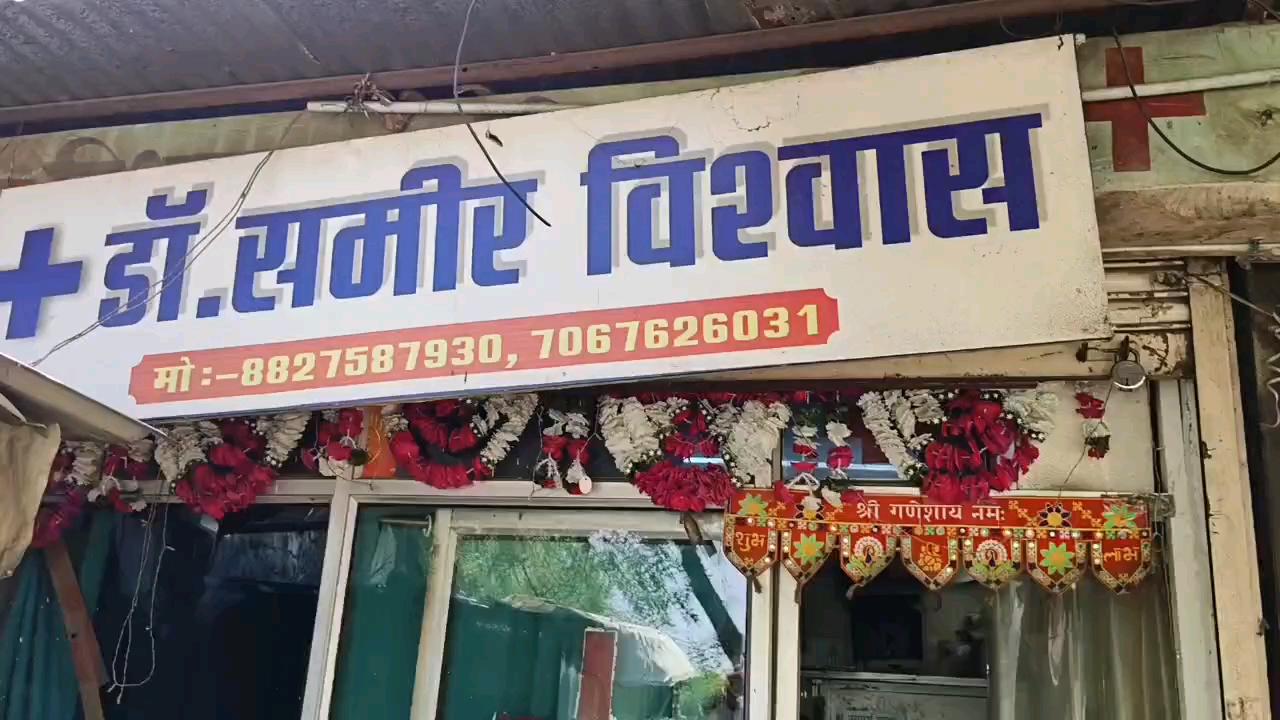 डॉ.समीर विश्वास
मो :-8827587930, 7067626031
श्री गणेशाय नमः
शुभ
लाभ